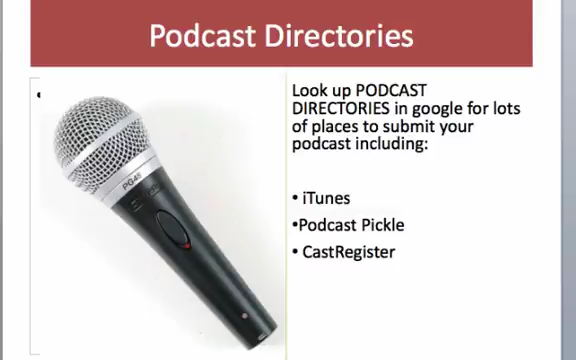 Podcast Directories
Look up PODCAST
DIRECTORIES in google for lots
of places to submit your
podcast including:
• iTunes
•Podcast Pickle
• CastRegister
PG48